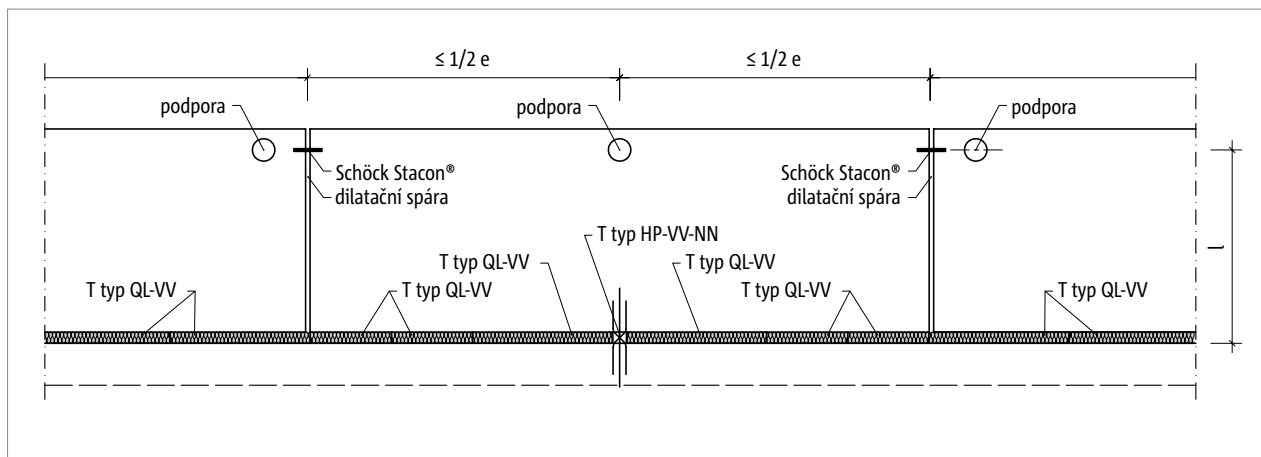 ≤ 1/2 e
≤ 1/2 e
podpora
podpora
podpora
Schöck Stacon®
dilatační spára
Schöck Stacon®
dilatační spára
l
T typ HP-VV-NN
T typ QL-VV
T typ QL-VV
T typ QL-VV
T typ QL-VV
T typ QL-VV
T typ QL-VV